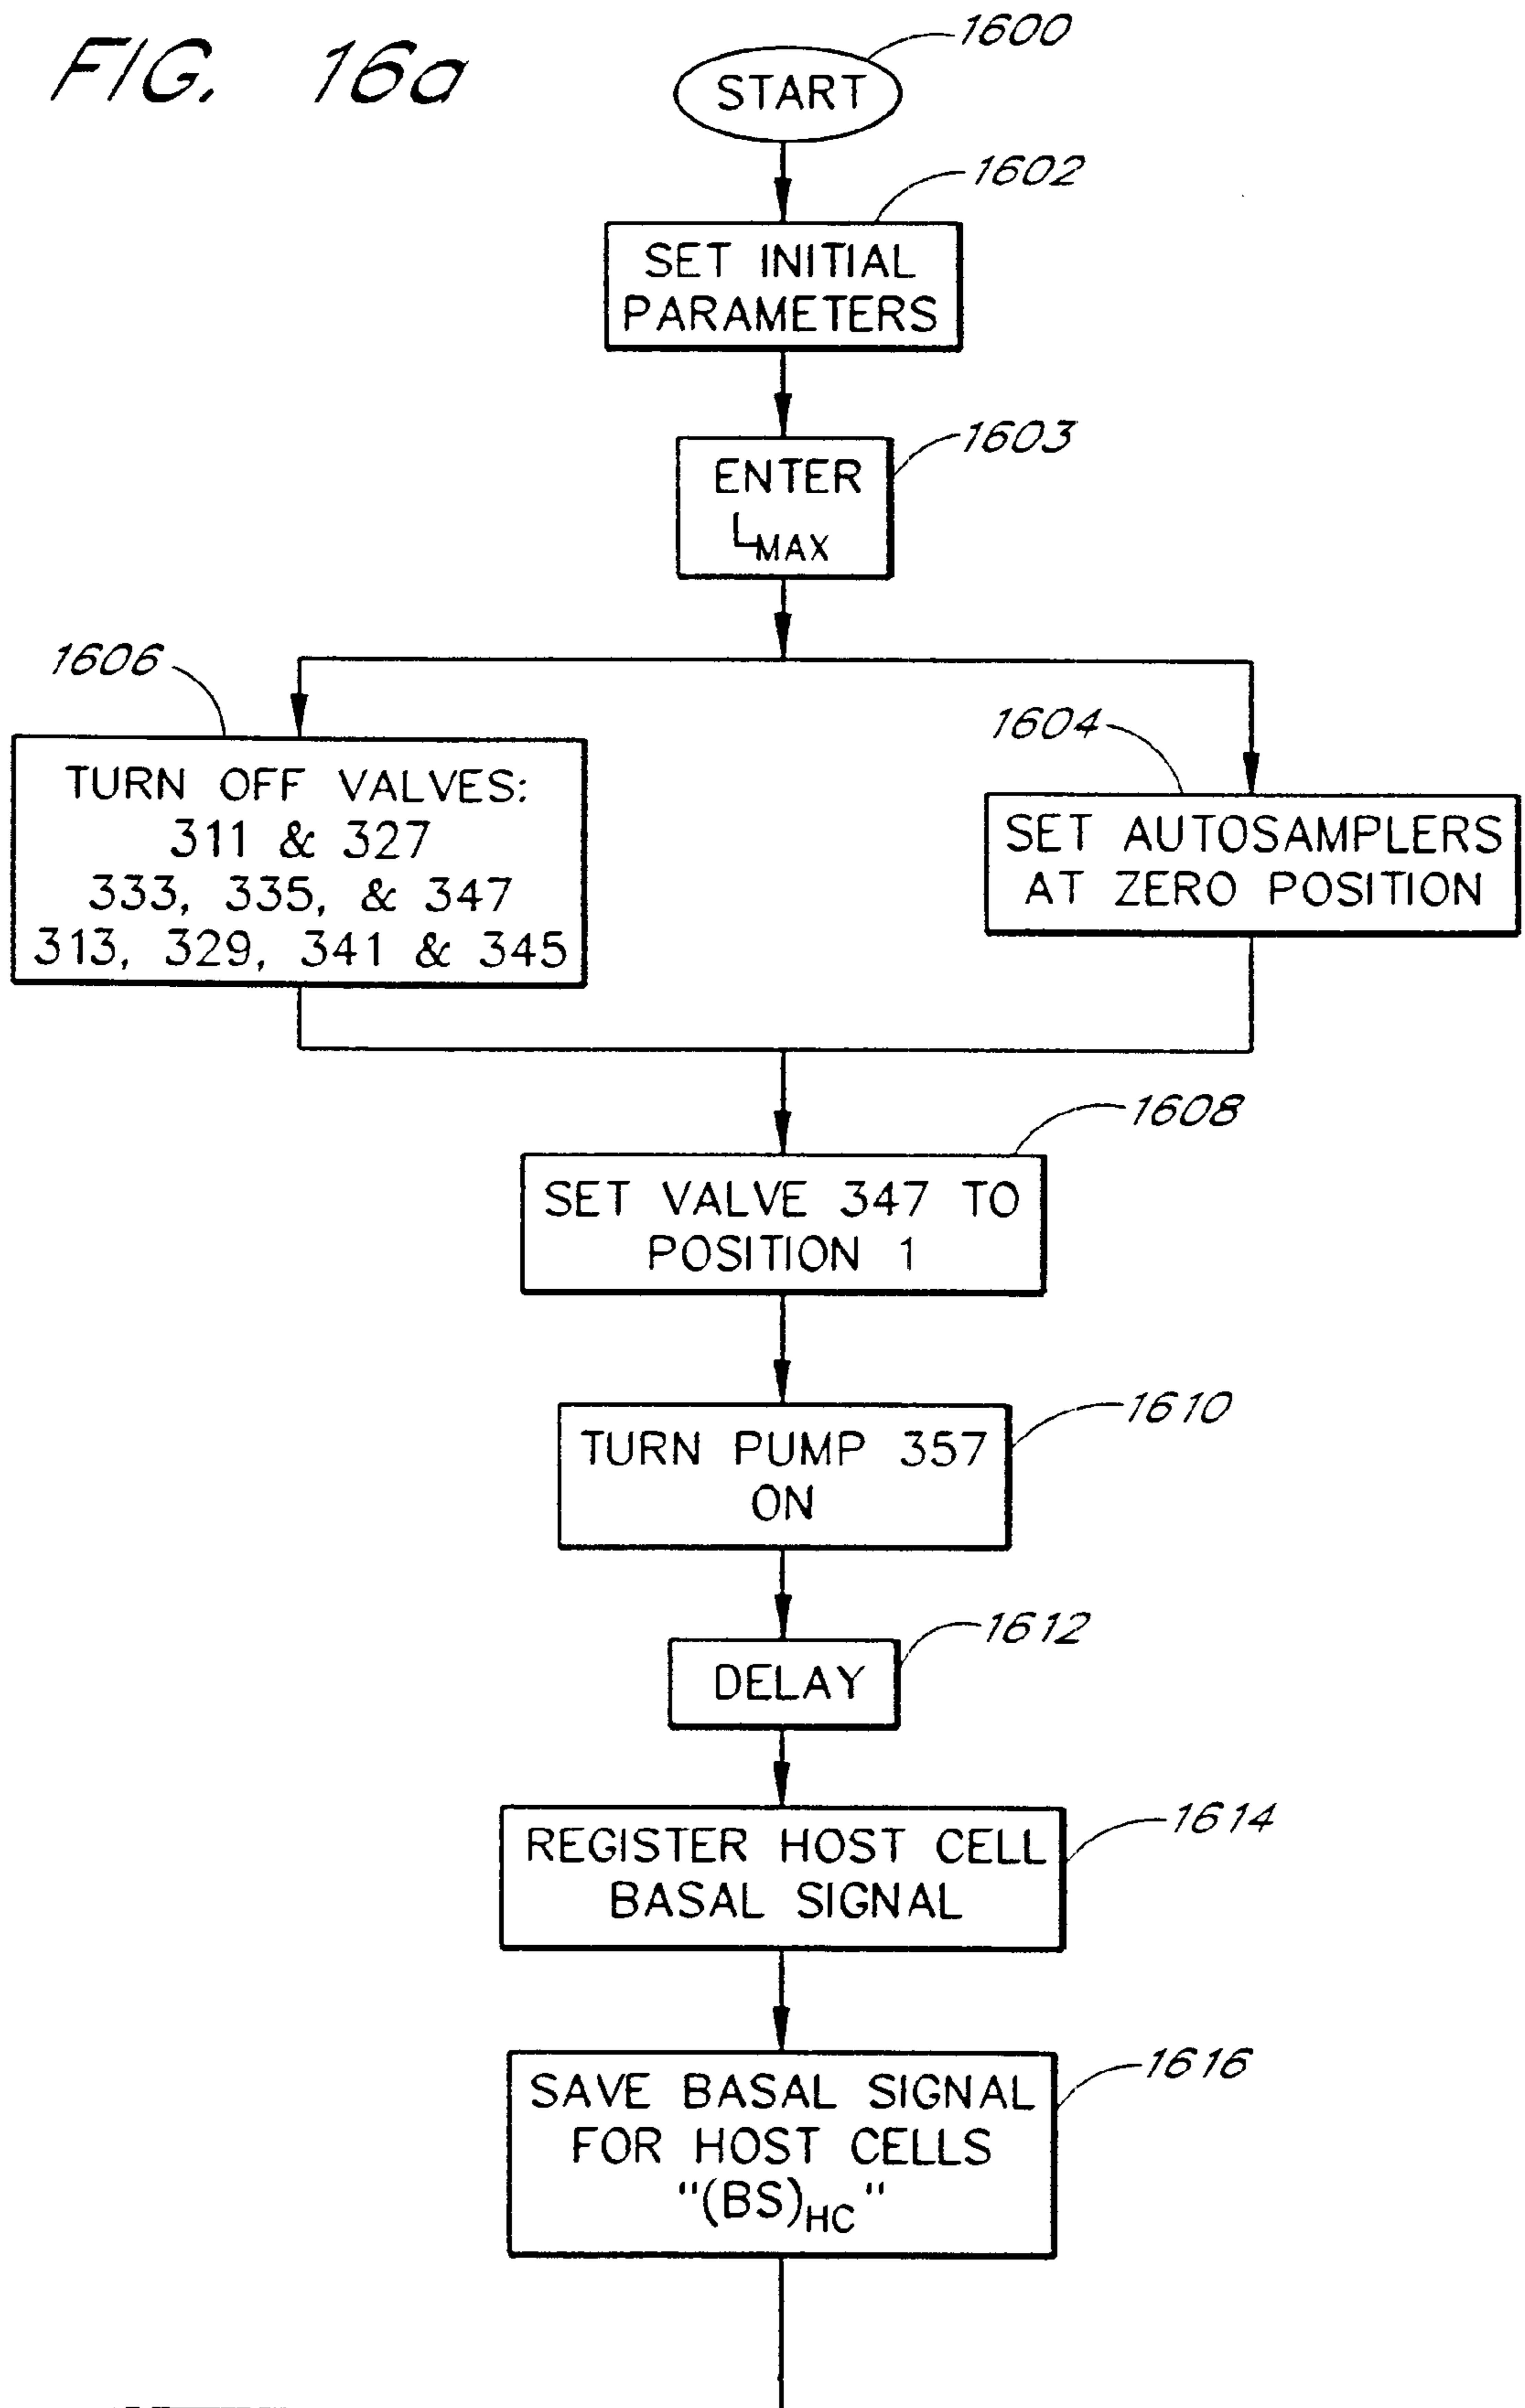 FIG. 16a
1600
START
1602
SET INITIAL
PARAMETERS
1603
ENTER
LMAX
1606
TURN OFF VALVES:
311 & 327
333, 335, & 347
313, 329, 341 & 345
1604
SET AUTOSAMPLERS
AT ZERO POSITION
1608
SET VALVE 347 TO
POSITION 1
1610
TURN PUMP 357
ON
1612
DELAY
1614
REGISTER HOST CELL
BASAL SIGNAL
1616
SAVE BASAL SIGNAL
FOR HOST CELLS
"(BS)HC"